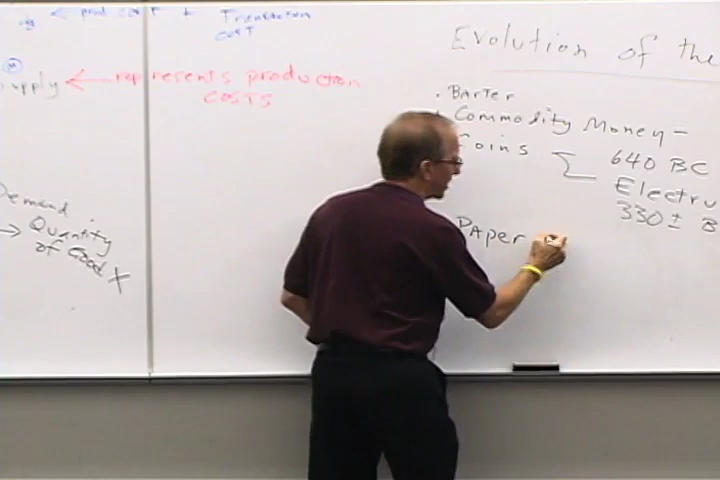 prod cost + Transaction
cost
M
supply ← represents production
costs
Demand
→ Quantity
of Good X
Evolution of the
• Barter
• Commodity Money –
Coins
640 BC
Electru
330 ± B
Paper